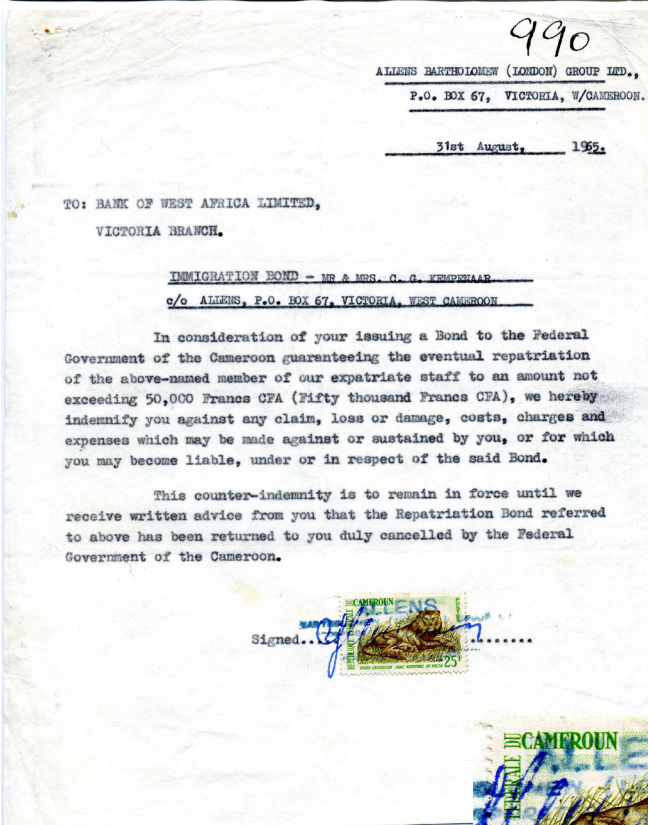 990
ALLENS BARTHOLOMEW (LONDON) GROUP LTD.,
P.O. BOX 67, VICTORIA, W/CAMEROON.
31st August, 1965.
TO: BANK OF WEST AFRICA LIMITED,
VICTORIA BRANCH.
IMMIGRATION BOND - MR & MRS. C. G. KEMPENAAR
c/o ALLENS, P.O. BOX 67, VICTORIA, WEST CAMEROON
In consideration of your issuing a Bond to the Federal
Government of the Cameroon guaranteeing the eventual repatriation
of the above-named member of our expatriate staff to an amount not
exceeding 50,000 Francs CFA (Fifty thousand Francs CFA), we hereby
indemnify you against any claim, loss or damage, costs, charges and
expenses which may be made against or sustained by you, or for which
you may become liable, under or in respect of the said Bond.
This counter-indemnity is to remain in force until we
receive written advice from you that the Repatriation Bond referred
to above has been returned to you duly cancelled by the Federal
Government of the Cameroon.
CAMEROUN
ALLENS
Signed..
25F
CAMEROUN